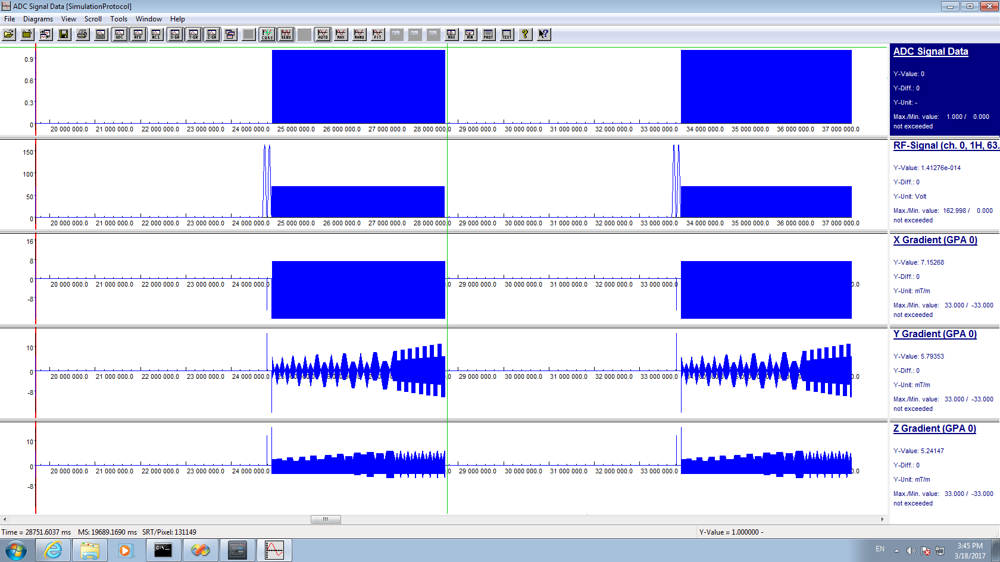 ADC Signal Data [SimulationProtocol]
File Diagrams View Scroll Tools Window Help
ADC RFD NC1 X-GR Y-GR Z-GR CURS SEQU AUTO MAX MANU FIT MAX MIN PROT TEXT ? ?
0.9
0.6
0.3
0
20 000 000.0 21 000 000.0 22 000 000.0 23 000 000.0 24 000 000.0 25 000 000.0 26 000 000.0 27 000 000.0 28 000 000.0 29 000 000.0 30 000 000.0 31 000 000.0 32 000 000.0 33 000 000.0 34 000 000.0 35 000 000.0 36 000 000.0 37 000 000.0
ADC Signal Data
Y-Value: 0
Y-Diff.: 0
Y-Unit: -
Max./Min. value: 1.000 / 0.000
not exceeded
150
100
50
0
20 000 000.0 21 000 000.0 22 000 000.0 23 000 000.0 24 000 000.0 25 000 000.0 26 000 000.0 27 000 000.0 28 000 000.0 29 000 000.0 30 000 000.0 31 000 000.0 32 000 000.0 33 000 000.0 34 000 000.0 35 000 000.0 36 000 000.0 37 000 000.0
RF-Signal (ch. 0, 1H, 63.
Y-Value: 1.41276e-014
Y-Diff.: 0
Y-Unit: Volt
Max./Min. value: 162.998 / 0.000
not exceeded
16
8
0
-8
20 000 000.0 21 000 000.0 22 000 000.0 23 000 000.0 24 000 000.0 29 000 000.0 30 000 000.0 31 000 000.0 32 000 000.0 33 000 000.0
X Gradient (GPA 0)
Y-Value: 7.15268
Y-Diff.: 0
Y-Unit: mT/m
Max./Min. value: 33.000 / -33.000
not exceeded
10
0
-8
20 000 000.0 21 000 000.0 22 000 000.0 23 000 000.0 24 000 000.0 29 000 000.0 30 000 000.0 31 000 000.0 32 000 000.0 33 000 000.0
Y Gradient (GPA 0)
Y-Value: 5.79353
Y-Diff.: 0
Y-Unit: mT/m
Max./Min. value: 33.000 / -33.000
not exceeded
10
0
-8
20 000 000.0 21 000 000.0 22 000 000.0 23 000 000.0 24 000 000.0 29 000 000.0 30 000 000.0 31 000 000.0 32 000 000.0 33 000 000.0
Z Gradient (GPA 0)
Y-Value: 5.24147
Y-Diff.: 0
Y-Unit: mT/m
Max./Min. value: 33.000 / -33.000
not exceeded
Time = 28751.6037 ms MS: 19689.1690 ms SRT/Pixel: 131149 Y-Value = 1.000000 -
C:\
EN
3:45 PM
3/18/2017